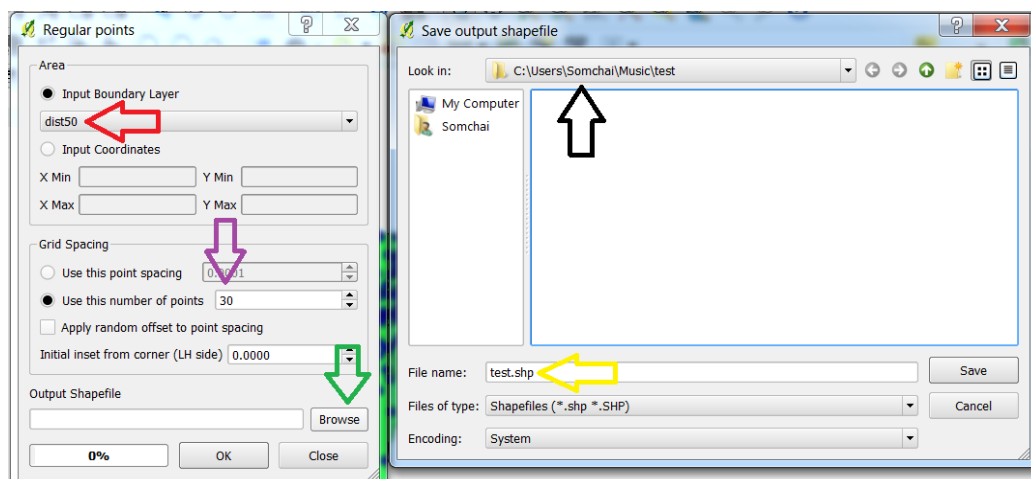 Regular points
Area
Input Boundary Layer
dist50
Input Coordinates
X Min
Y Min
X Max
Y Max
Grid Spacing
Use this point spacing 0.0001
Use this number of points 30
Apply random offset to point spacing
Initial inset from corner (LH side) 0.0000
Output Shapefile
Browse
0%
OK
Close
Save output shapefile
Look in: C:\Users\Somchai\Music\test
My Computer
Somchai
File name: test.shp
Save
Files of type: Shapefiles (*.shp *.SHP)
Cancel
Encoding: System